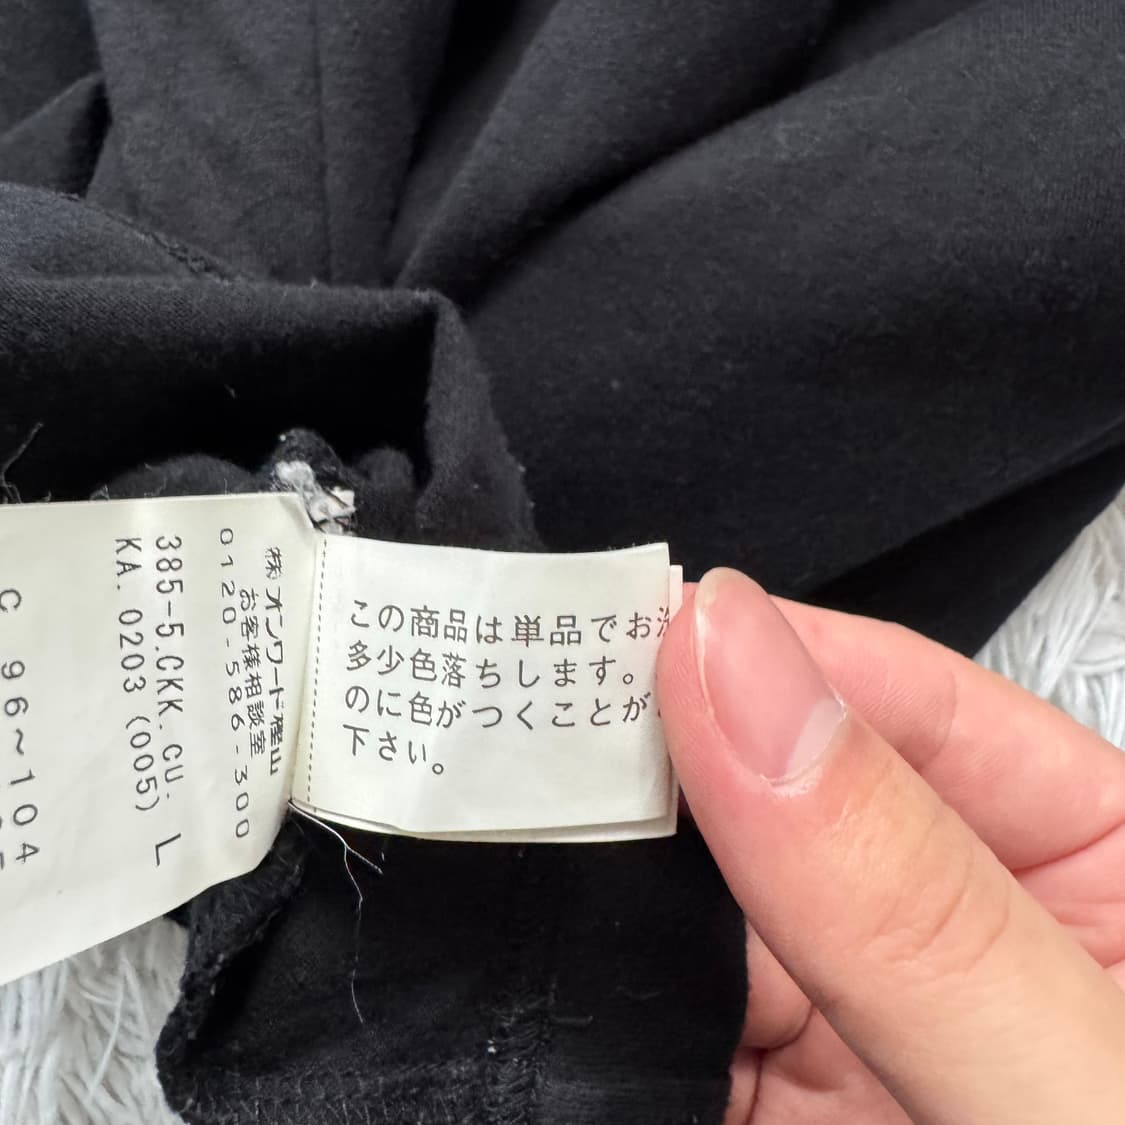 この商品は単品でお洗
多少色落ちします。
のに色がつくことが
下さい。
㈱オンワード樫山
お客様相談室
0120-586-300
385-5.CKK.CU. L
KA.0203 (005)
C 96~104